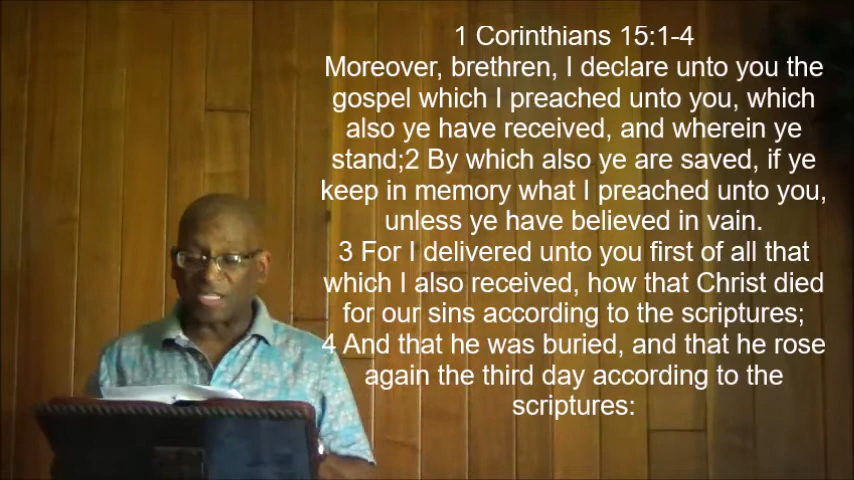 1 Corinthians 15:1-4
Moreover, brethren, I declare unto you the
gospel which I preached unto you, which
also ye have received, and wherein ye
stand;2 By which also ye are saved, if ye
keep in memory what I preached unto you,
unless ye have believed in vain.
3 For I delivered unto you first of all that
which I also received, how that Christ died
for our sins according to the scriptures;
4 And that he was buried, and that he rose
again the third day according to the
scriptures: